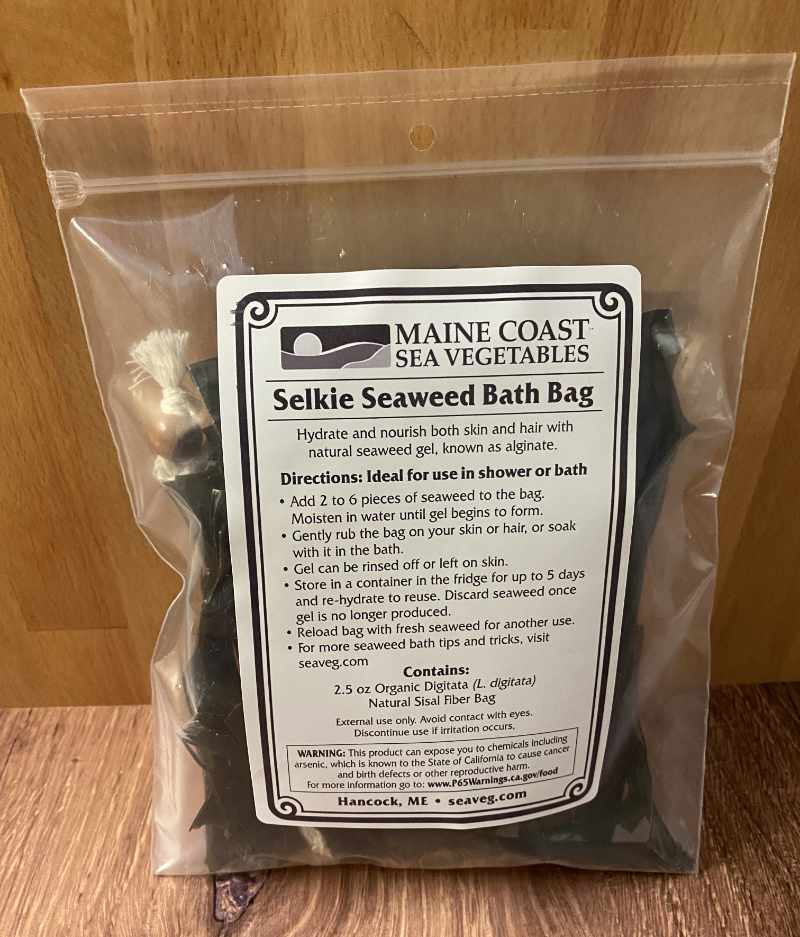 MAINE COAST
SEA VEGETABLES
Selkie Seaweed Bath Bag
Hydrate and nourish both skin and hair with
natural seaweed gel, known as alginate.
Directions: Ideal for use in shower or bath
• Add 2 to 6 pieces of seaweed to the bag.
Moisten in water until gel begins to form.
• Gently rub the bag on your skin or hair, or soak
with it in the bath.
• Gel can be rinsed off or left on skin.
• Store in a container in the fridge for up to 5 days
and re-hydrate to reuse. Discard seaweed once
gel is no longer produced.
• Reload bag with fresh seaweed for another use.
• For more seaweed bath tips and tricks, visit
seaveg.com
Contains:
2.5 oz Organic Digitata (L. digitata)
Natural Sisal Fiber Bag
External use only. Avoid contact with eyes.
Discontinue use if irritation occurs.
WARNING: This product can expose you to chemicals including
arsenic, which is known to the State of California to cause cancer
and birth defects or other reproductive harm.
For more information go to: www.P65Warnings.ca.gov/food
Hancock, ME • seaveg.com